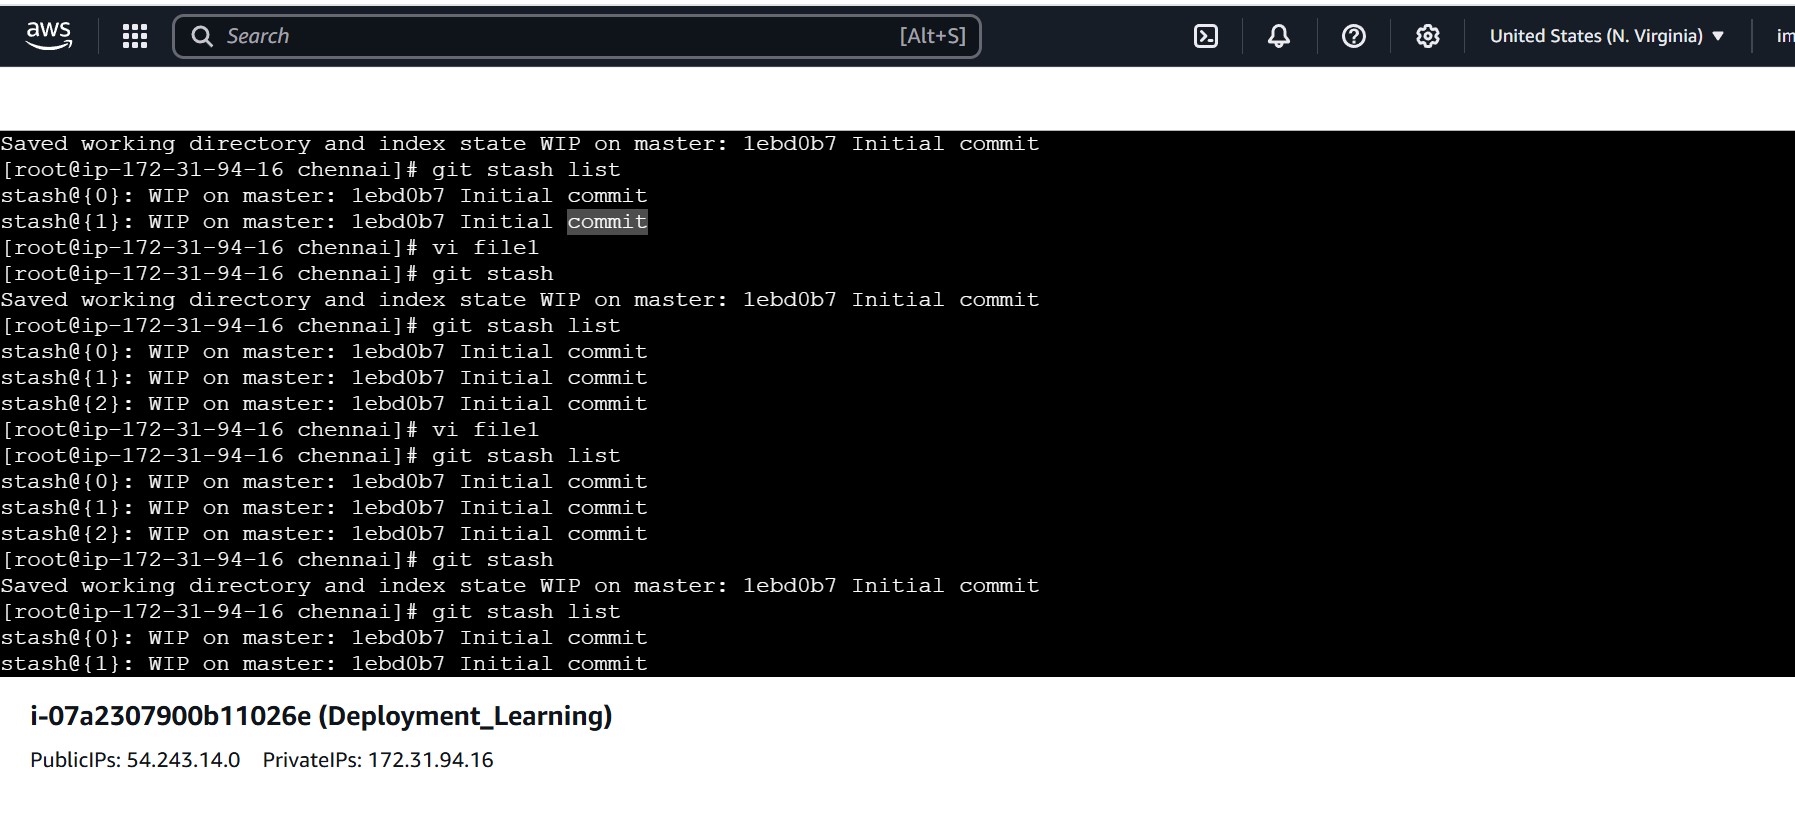 aws
Search [Alt+S]
United States (N. Virginia) im
Saved working directory and index state WIP on master: 1ebd0b7 Initial commit
[root@ip-172-31-94-16 chennai]# git stash list
stash@{0}: WIP on master: 1ebd0b7 Initial commit
stash@{1}: WIP on master: 1ebd0b7 Initial commit
[root@ip-172-31-94-16 chennai]# vi file1
[root@ip-172-31-94-16 chennai]# git stash
Saved working directory and index state WIP on master: 1ebd0b7 Initial commit
[root@ip-172-31-94-16 chennai]# git stash list
stash@{0}: WIP on master: 1ebd0b7 Initial commit
stash@{1}: WIP on master: 1ebd0b7 Initial commit
stash@{2}: WIP on master: 1ebd0b7 Initial commit
[root@ip-172-31-94-16 chennai]# vi file1
[root@ip-172-31-94-16 chennai]# git stash list
stash@{0}: WIP on master: 1ebd0b7 Initial commit
stash@{1}: WIP on master: 1ebd0b7 Initial commit
stash@{2}: WIP on master: 1ebd0b7 Initial commit
[root@ip-172-31-94-16 chennai]# git stash
Saved working directory and index state WIP on master: 1ebd0b7 Initial commit
[root@ip-172-31-94-16 chennai]# git stash list
stash@{0}: WIP on master: 1ebd0b7 Initial commit
stash@{1}: WIP on master: 1ebd0b7 Initial commit
i-07a2307900b11026e (Deployment_Learning)
PublicIPs: 54.243.14.0 PrivateIPs: 172.31.94.16